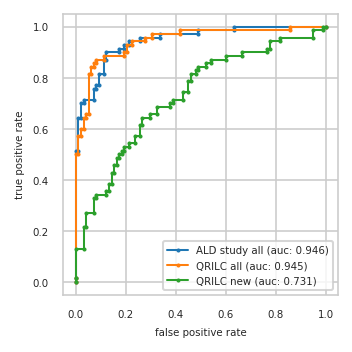 1.0
0.8
0.6
0.4
0.2
0.0
true positive rate
ALD study all (auc: 0.946)
QRILC all (auc: 0.945)
QRILC new (auc: 0.731)
0.0 0.2 0.4 0.6 0.8 1.0
false positive rate